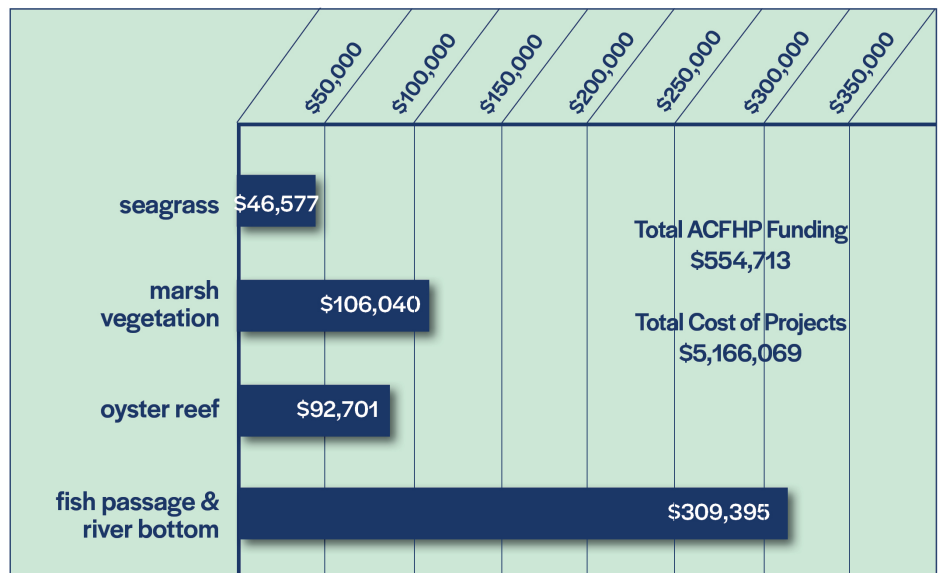 $50,000
$100,000
$150,000
$200,000
$250,000
$300,000
$350,000
seagrass
$46,577
Total ACFHP Funding
$554,713
marsh
vegetation
$106,040
Total Cost of Projects
$5,166,069
oyster reef
$92,701
fish passage &
river bottom
$309,395